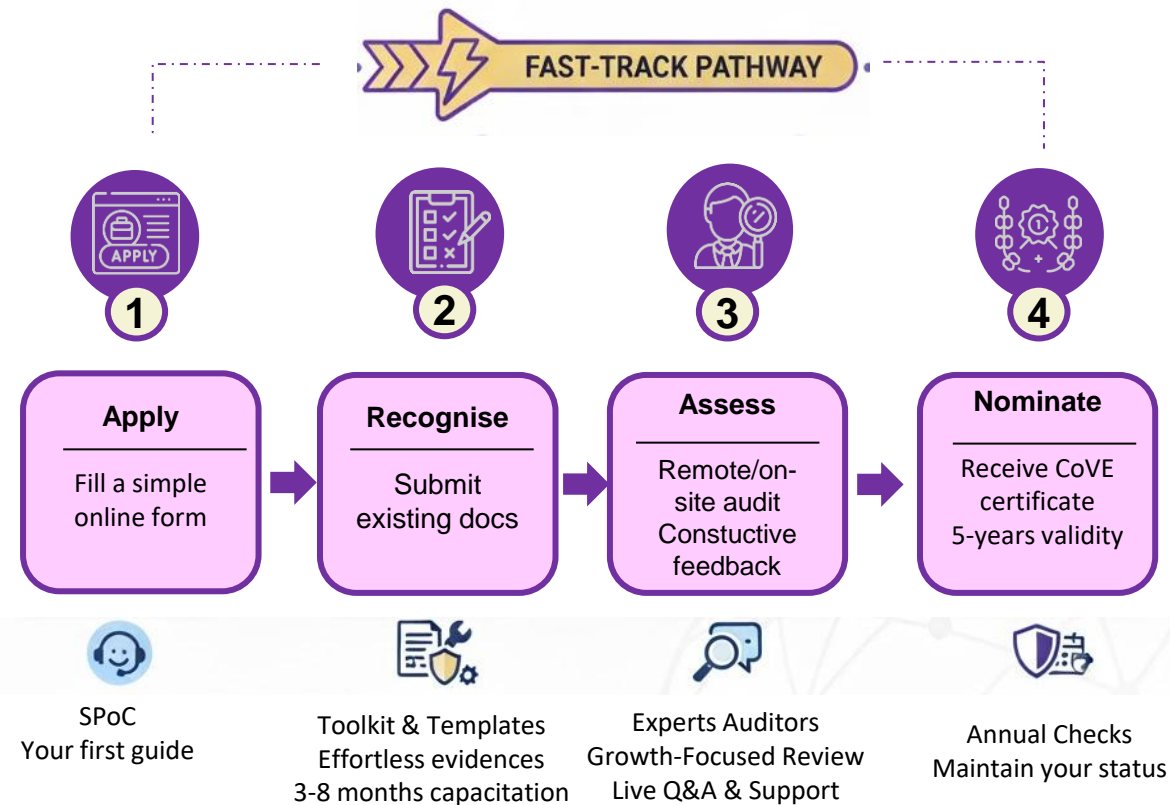 FAST-TRACK PATHWAY
APPLY
1
2
3
4
Apply
Fill a simple
online form
Recognise
Submit
existing docs
Assess
Remote/on-
site audit
Constuctive
feedback
Nominate
Receive CoVE
certificate
5-years validity
SPoC
Your first guide
Toolkit & Templates
Effortless evidences
3-8 months capacitation
Experts Auditors
Growth-Focused Review
Live Q&A & Support
Annual Checks
Maintain your status